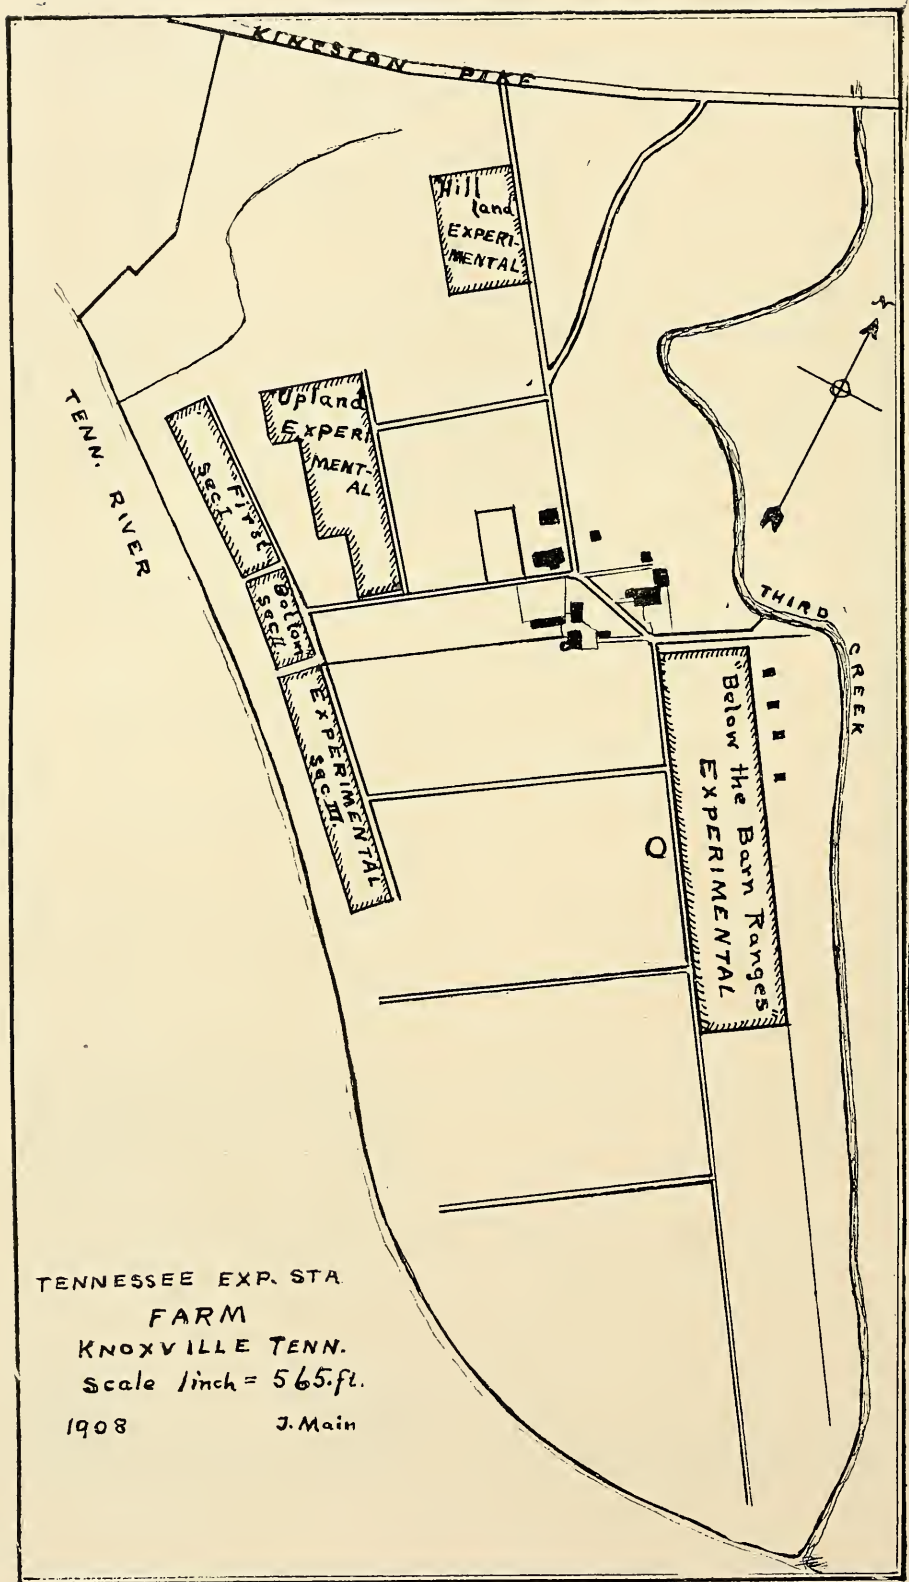 KINGSTON PIKE
Hill
land
EXPERI-
MENTAL
N
Upland
EXPERI
MENT-
AL
TENN. RIVER
First
Sec. I
Bottom
Sec. II.
EXPERIMENTAL
Sec. III.
THIRD
CREEK
"Below the Barn Ranges"
EXPERIMENTAL
TENNESSEE EXP. STA.
FARM
KNOXVILLE TENN.
Scale 1inch = 565.ft.
1908 J. Main